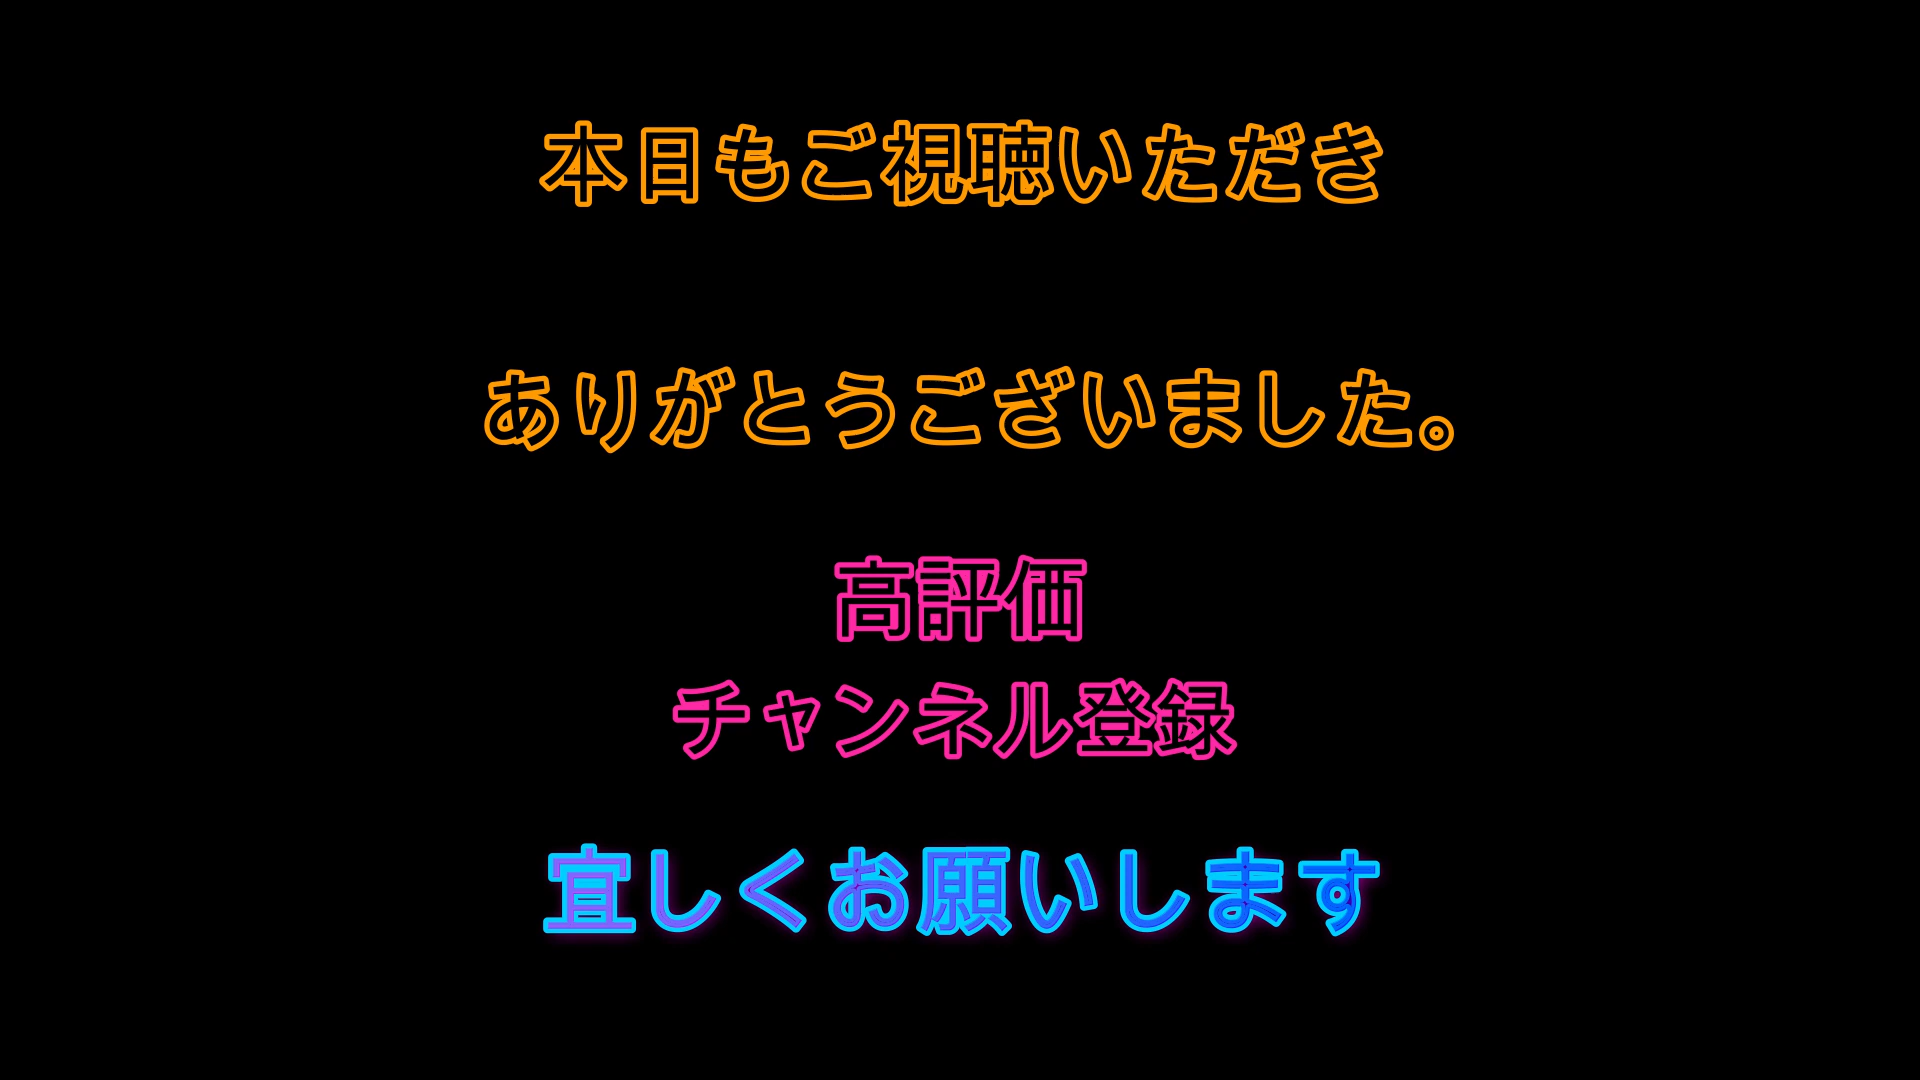 本日もご視聴いただき
ありがとうございました。
高評価
チャンネル登録
宜しくお願いします